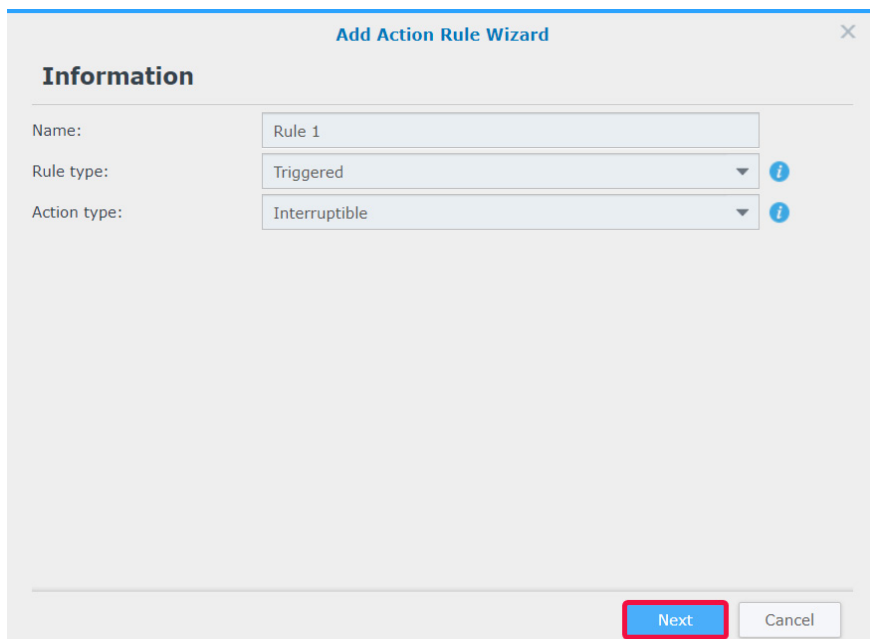 Add Action Rule Wizard
Information
Name: Rule 1
Rule type: Triggered
Action type: Interruptible
Next Cancel